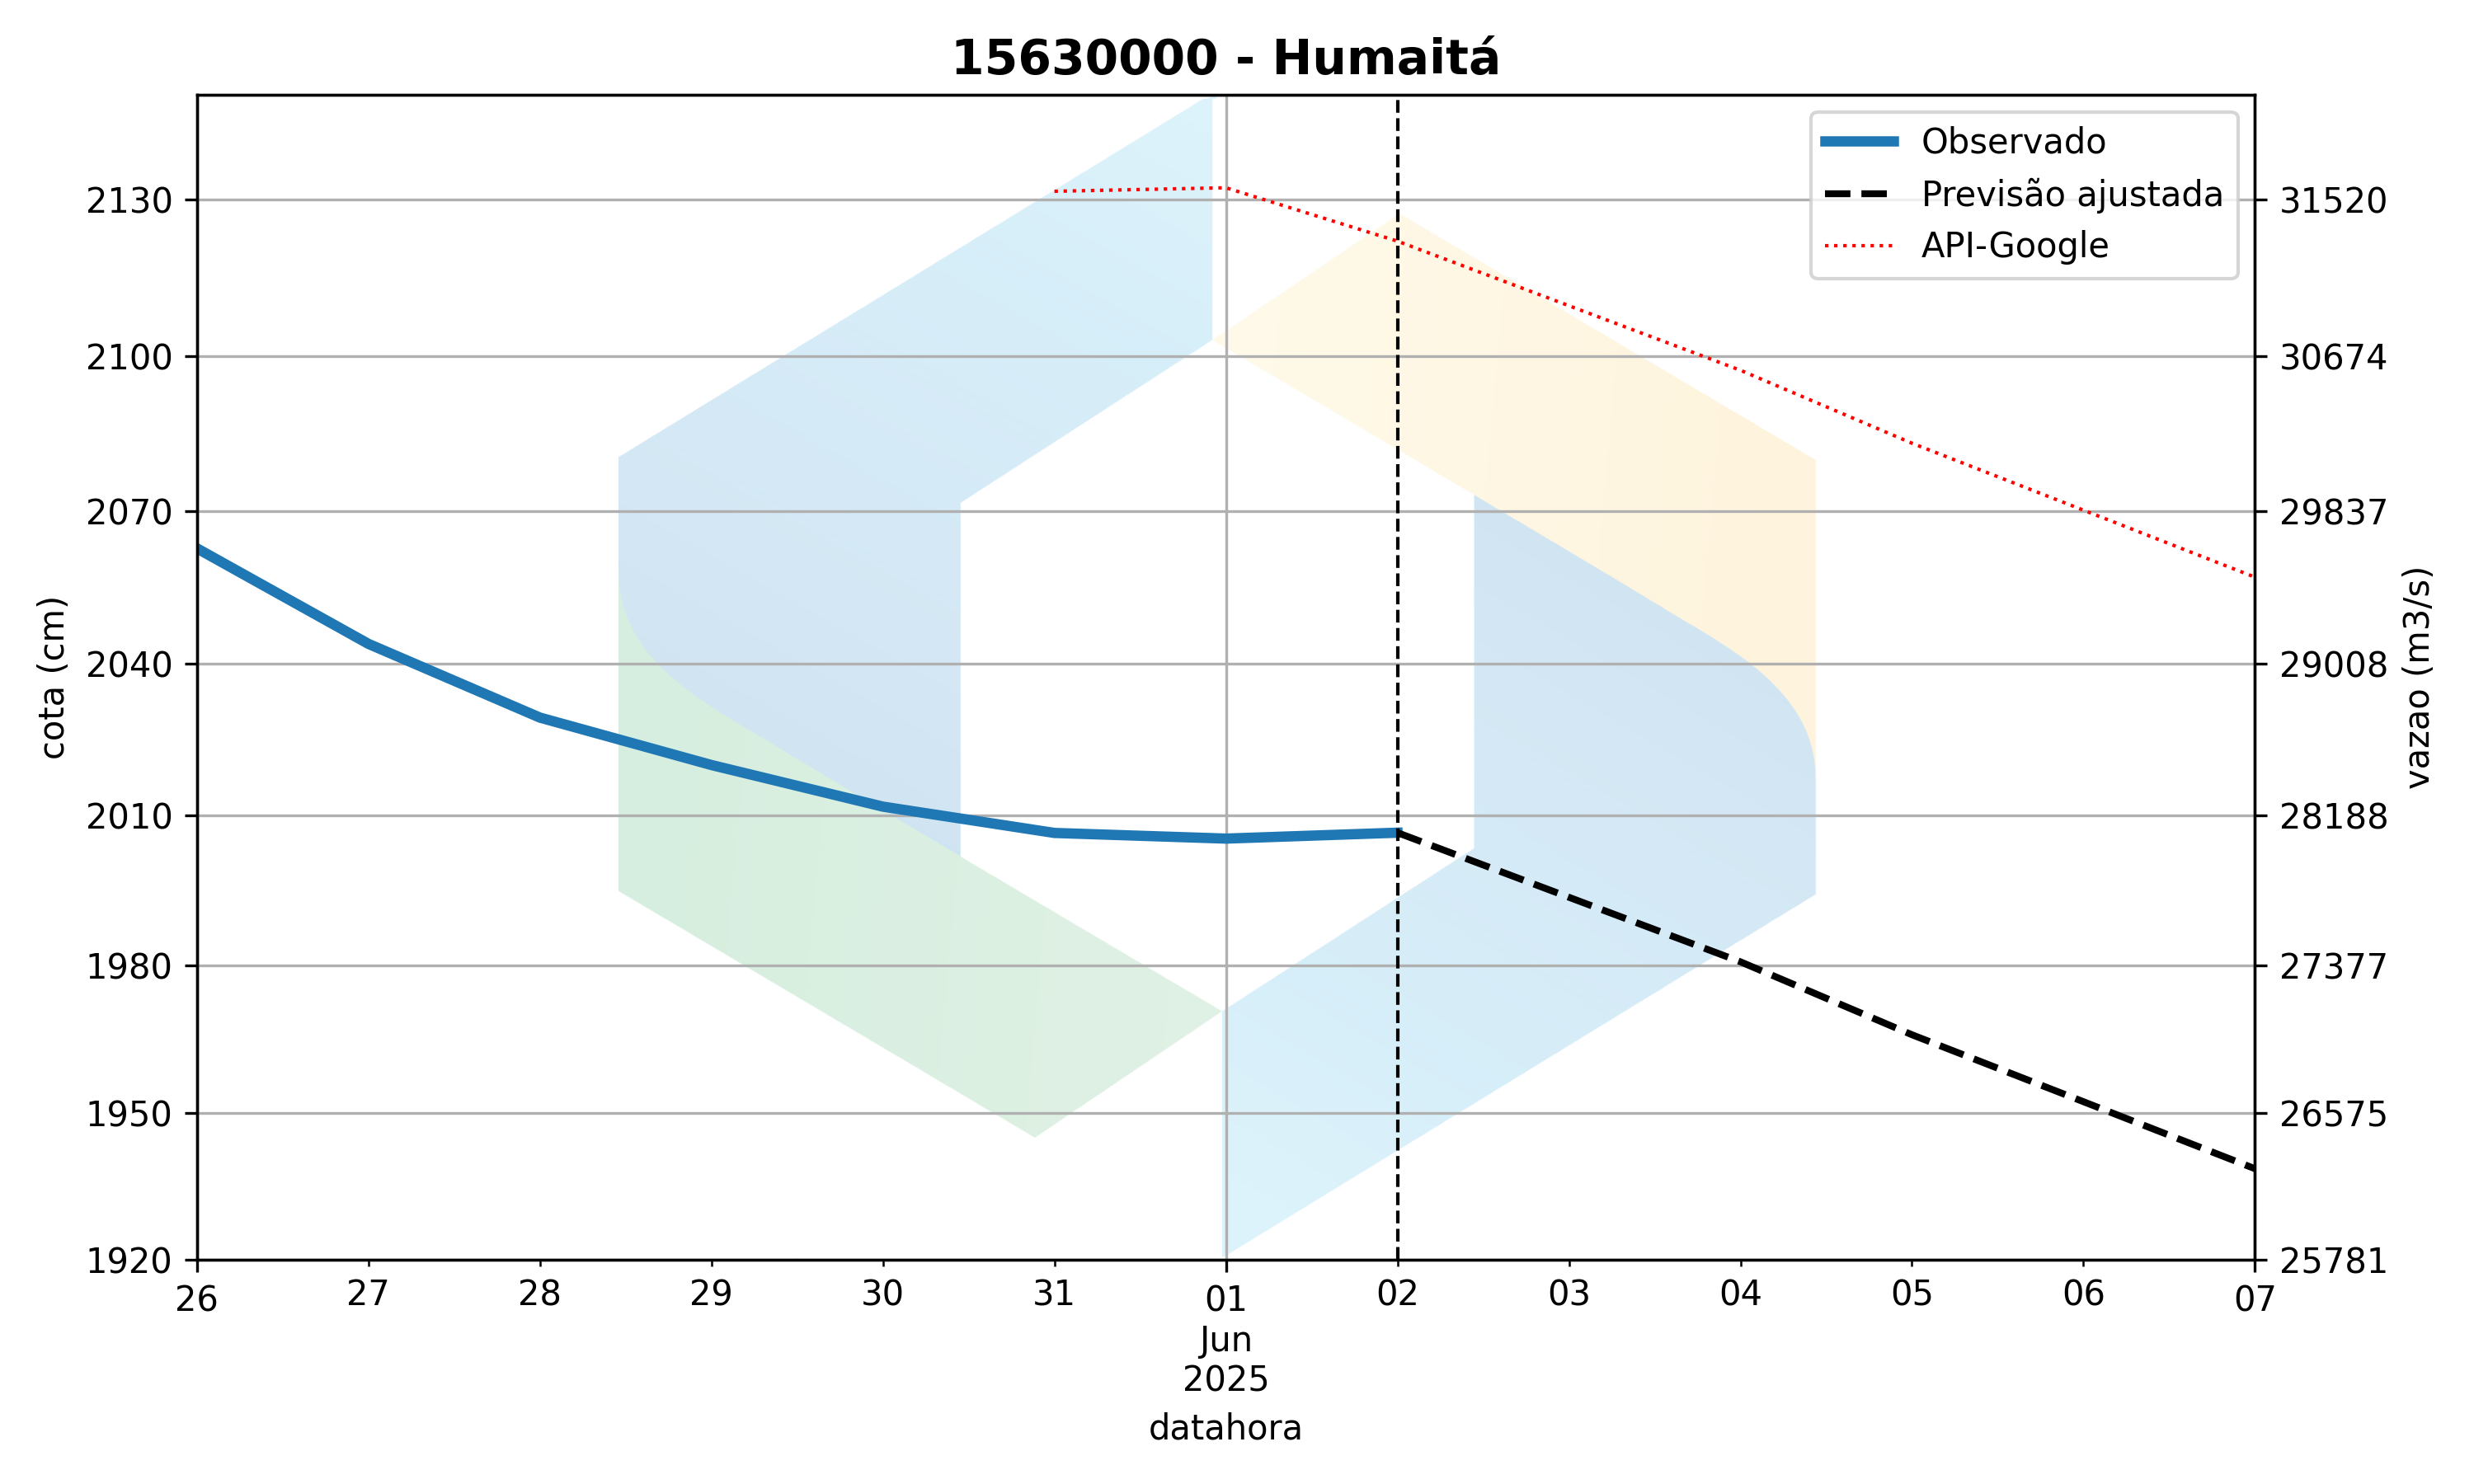 15630000 - Humaitá
Observado
Previsão ajustada
API-Google
cota (cm)
2130
2100
2070
2040
2010
1980
1950
1920
31520
30674
29837
29008
28188
27377
26575
25781
vazao (m3/s)
26 27 28 29 30 31 01 02 03 04 05 06 07
Jun
2025
datahora